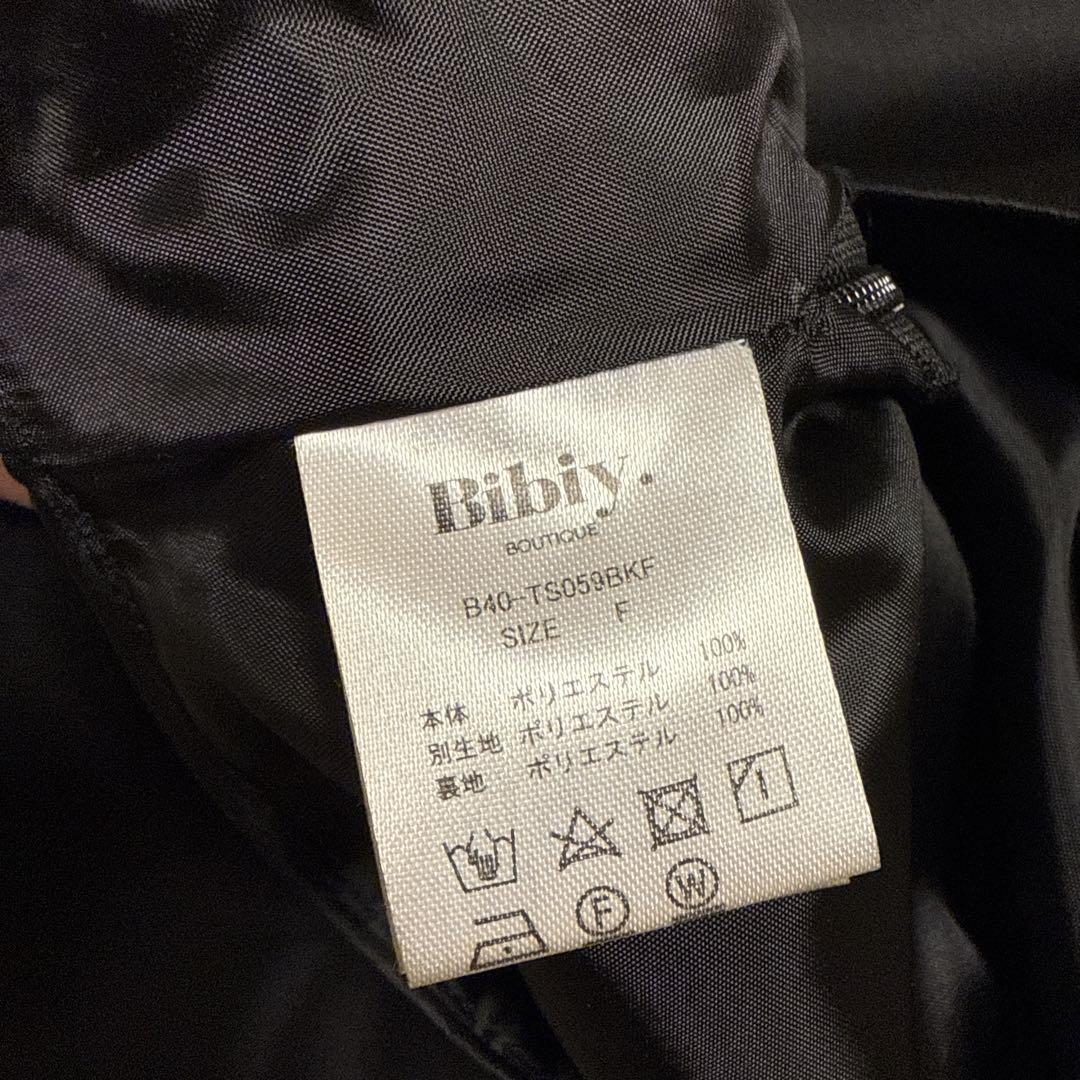 Bibiy.
BOUTIQUE
B40-TS059BKF
SIZE F
本体 ポリエステル 100%
別生地 ポリエステル 100%
裏地 ポリエステル 100%
F W